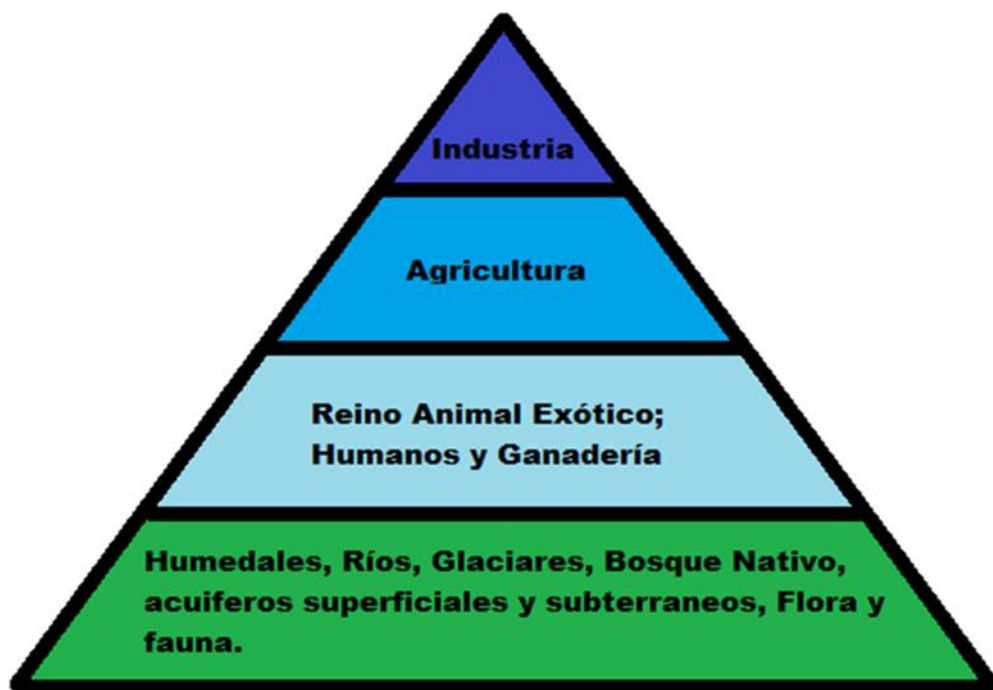 Industria
Agricultura
Reino Animal Exótico;
Humanos y Ganadería
Humedales, Ríos, Glaciares, Bosque Nativo,
acuiferos superficiales y subterraneos, Flora y
fauna.